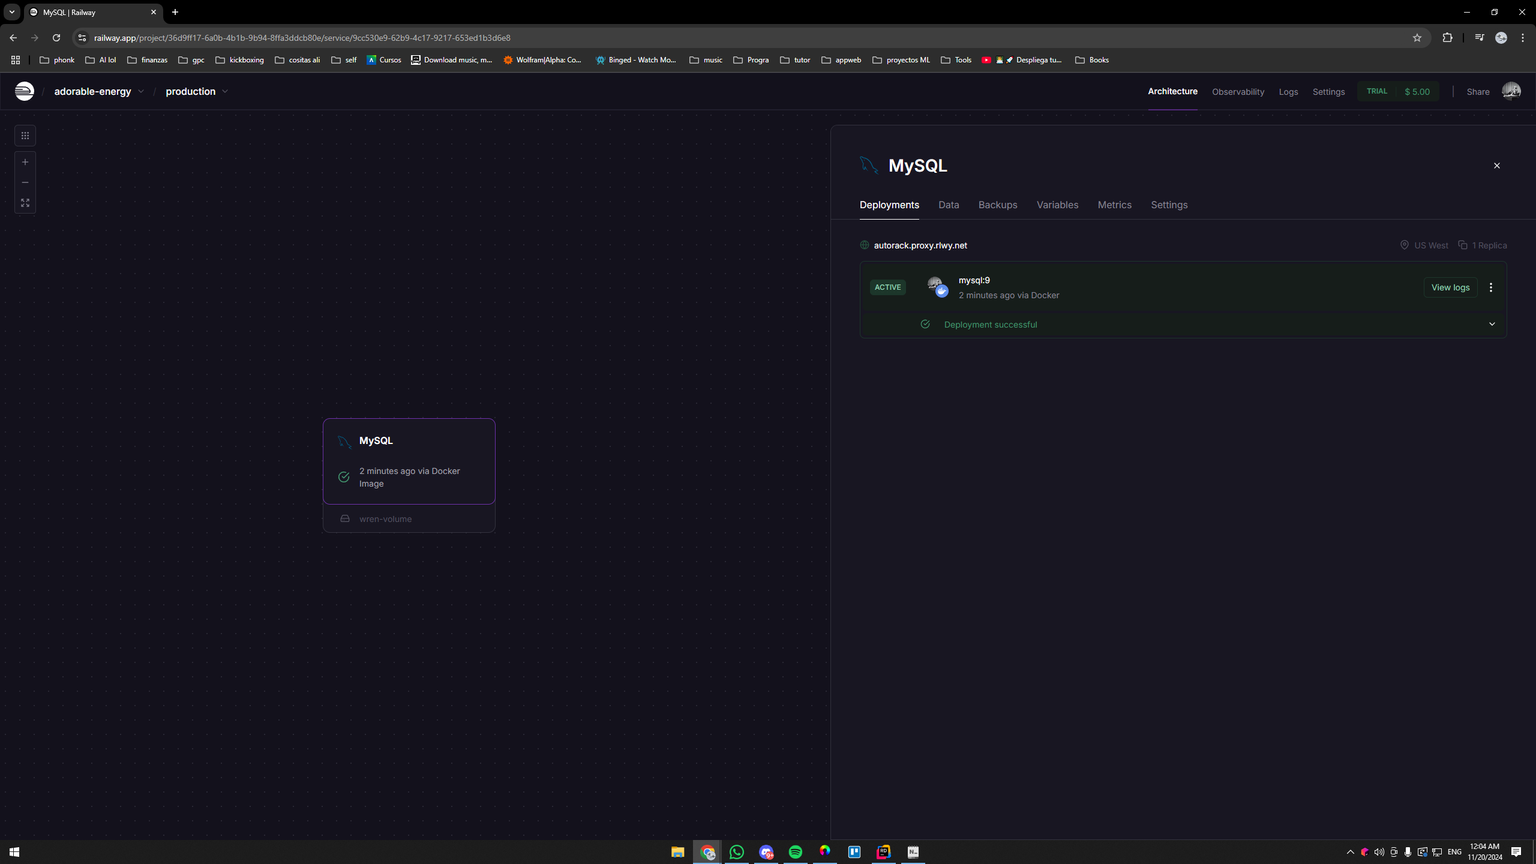 MySQL | Railway
railway.app/project/36d9ff17-6a0b-4b1b-9b94-8ffa3ddcb80e/service/9cc530e9-62b9-4c17-9217-653ed1b3d6e8
phonk AI lol finanzas gpc kickboxing cositas ali self Cursos Download music, m... Wolfram|Alpha: Co... Binged - Watch Mo... music Progra tutor appweb proyectos ML Tools Despliega tu... Books
adorable-energy / production Architecture Observability Logs Settings TRIAL $ 5.00 Share
MySQL
Deployments Data Backups Variables Metrics Settings
autorack.proxy.rlwy.net US West 1 Replica
ACTIVE mysql:9 View logs
2 minutes ago via Docker
Deployment successful
MySQL
2 minutes ago via Docker
Image
wren-volume
ENG 12:04 AM
11/20/2024